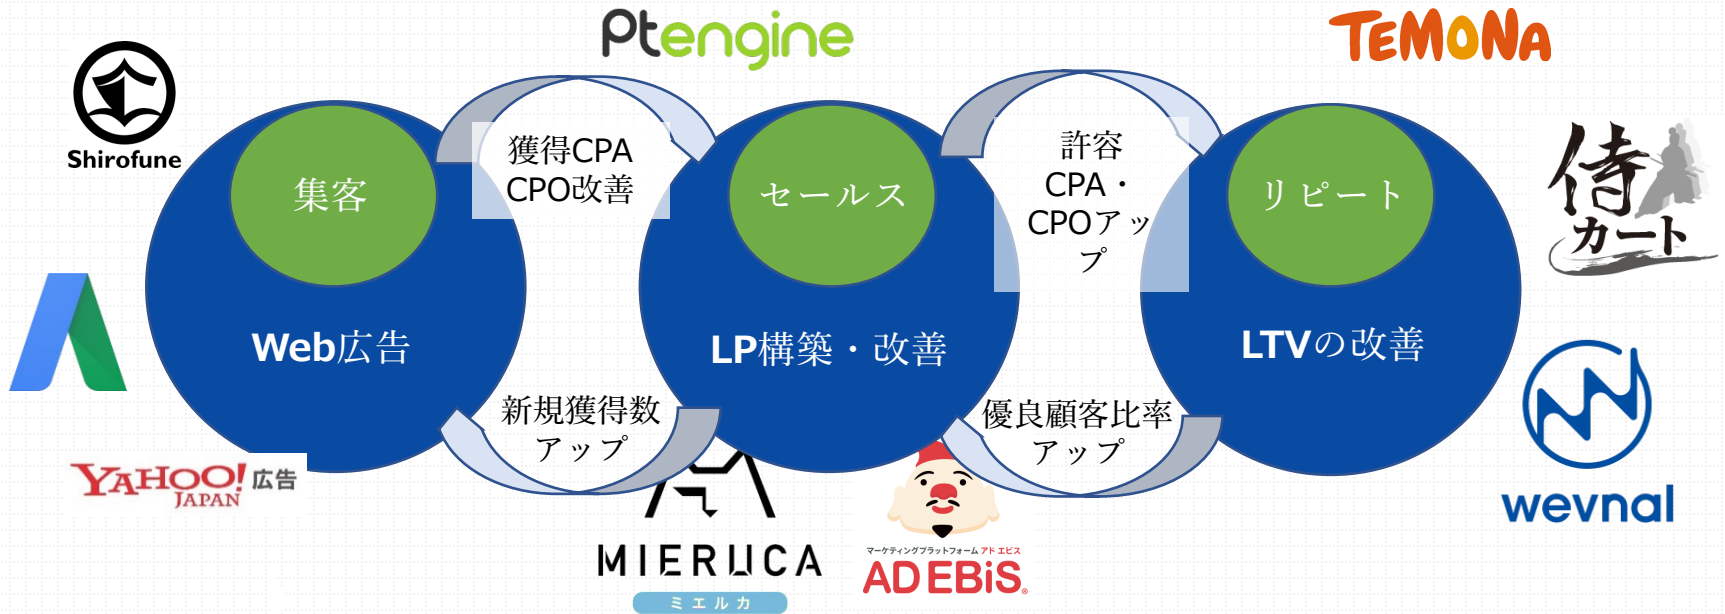 Ptengine
TEMONA
Shirofune
集客
獲得CPA
CPO改善
セールス
許容
CPA・
CPOアッ
プ
リピート
侍
カート
Web広告
LP構築・改善
LTVの改善
新規獲得数
アップ
優良顧客比率
アップ
YAHOO!
JAPAN
広告
wevnal
MIERUCA
ミエルカ
マーケティングプラットフォーム アド エビス
AD EBiS®